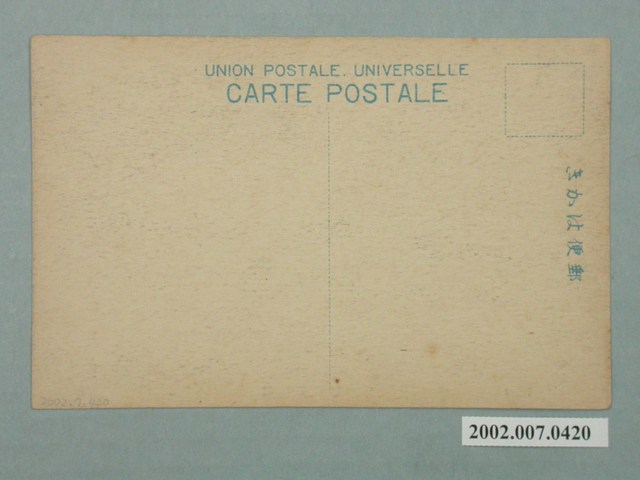 UNION POSTALE. UNIVERSELLE
CARTE POSTALE
きかは便郵
2002.007.0420